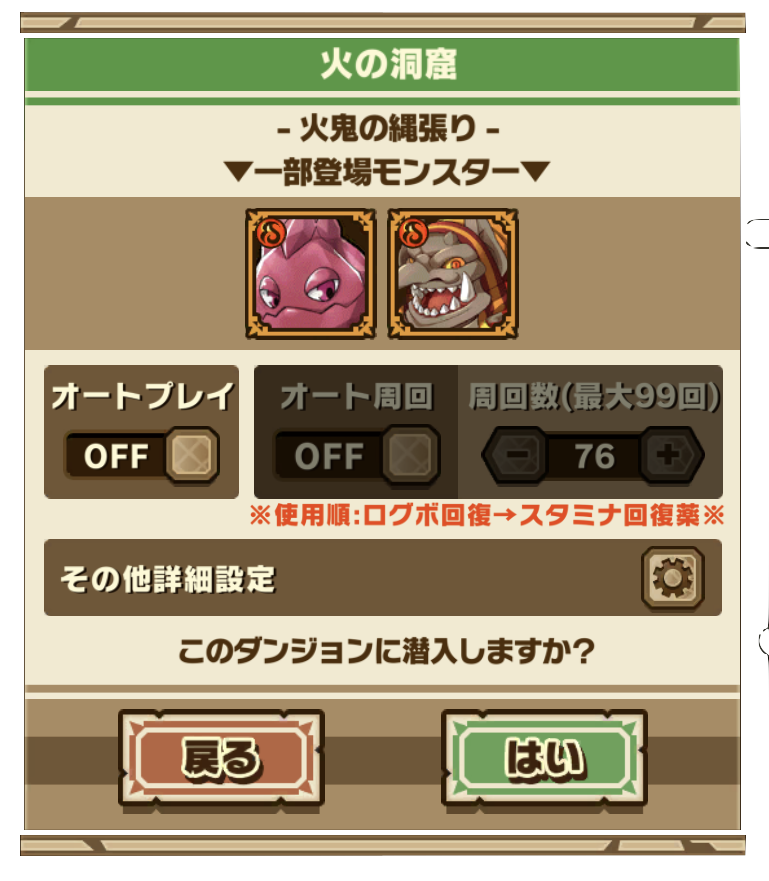 火の洞窟
- 火鬼の縄張り -
▼一部登場モンスター▼
オートプレイ
OFF
オート周回
OFF
周回数(最大99回)
76
※使用順:ログボ回復→スタミナ回復薬※
その他詳細設定
このダンジョンに潜入しますか?
戻る
はい